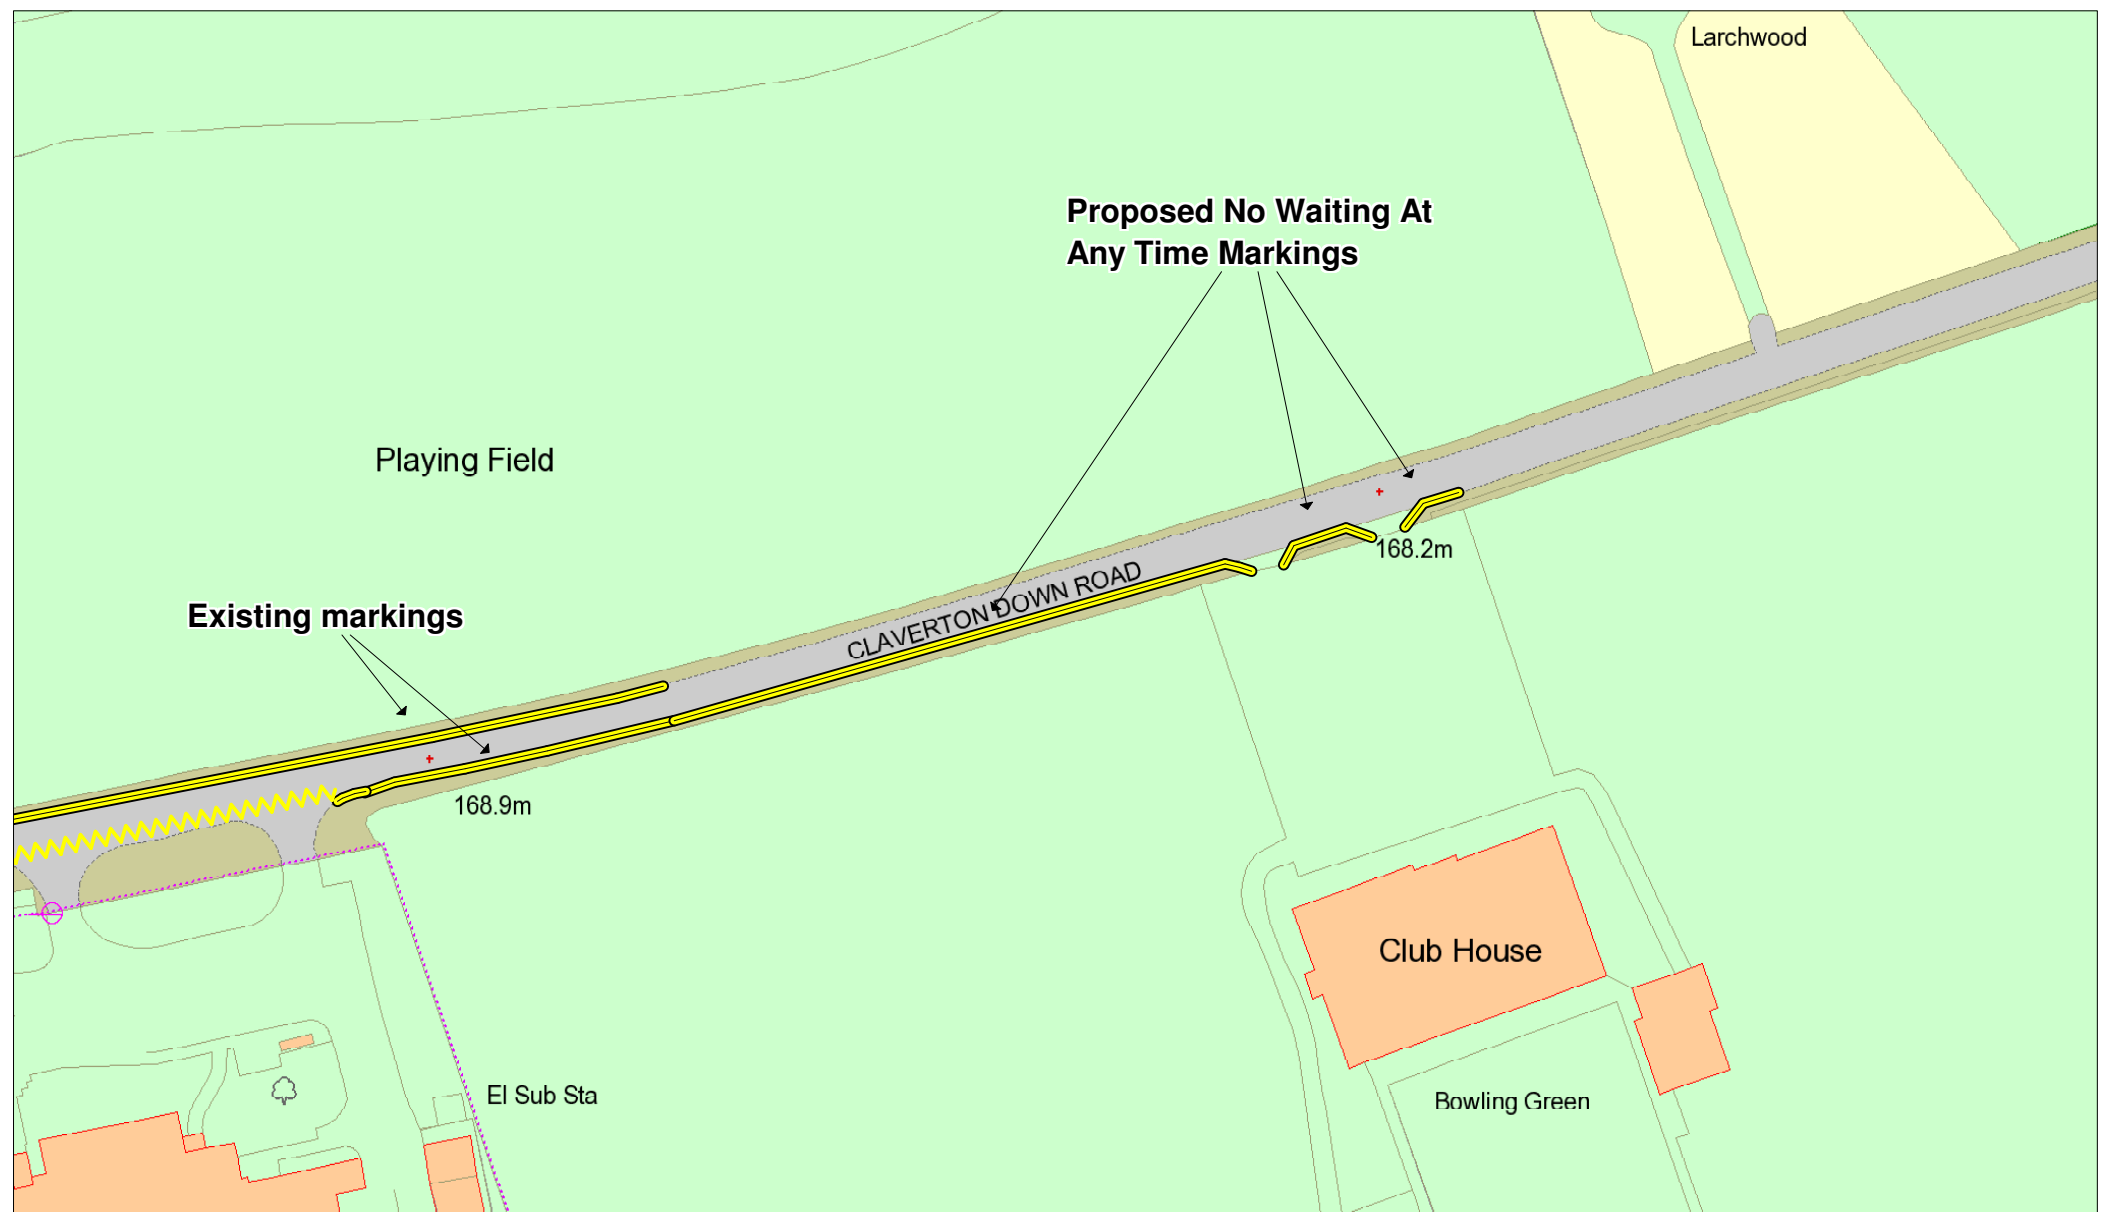 Larchwood
Proposed No Waiting At
Any Time Markings
Playing Field
168.2m
CLAVERTON DOWN ROAD
Existing markings
168.9m
Club House
El Sub Sta
Bowling Green